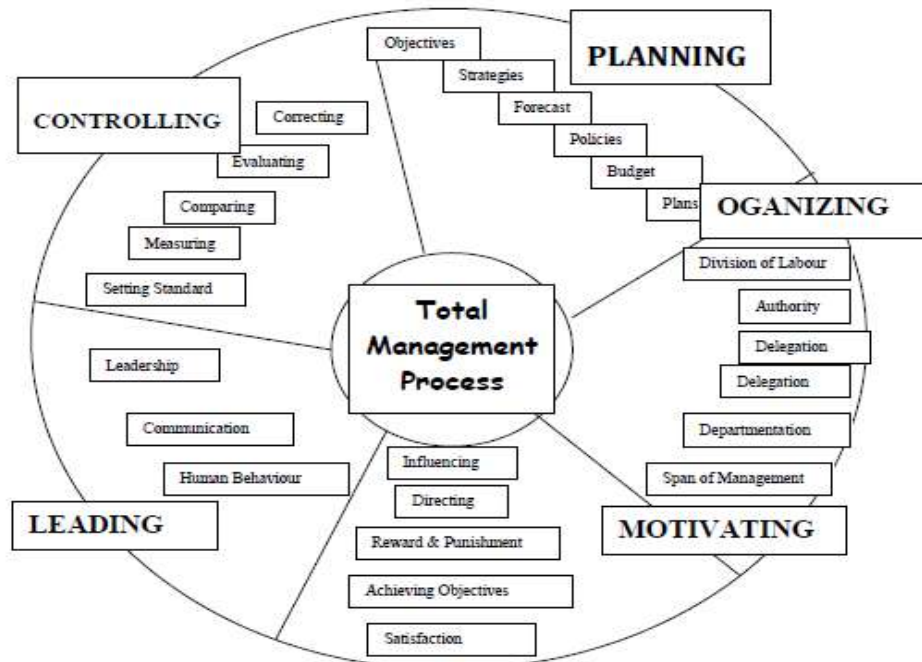 PLANNING
Objectives
Strategies
Forecast
Policies
Budget
Plans
OGANIZING
Division of Labour
Authority
Delegation
Delegation
Departmentation
Span of Management
MOTIVATING
Influencing
Directing
Reward & Punishment
Achieving Objectives
Satisfaction
LEADING
Leadership
Communication
Human Behaviour
CONTROLLING
Correcting
Evaluating
Comparing
Measuring
Setting Standard
Total
Management
Process